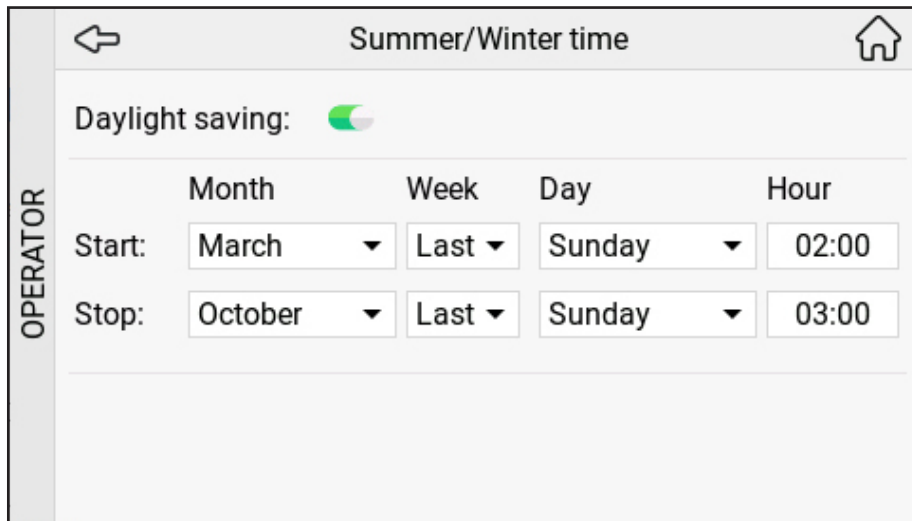 Summer/Winter time
OPERATOR
Daylight saving:
Month Week Day Hour
Start: March Last Sunday 02:00
Stop: October Last Sunday 03:00